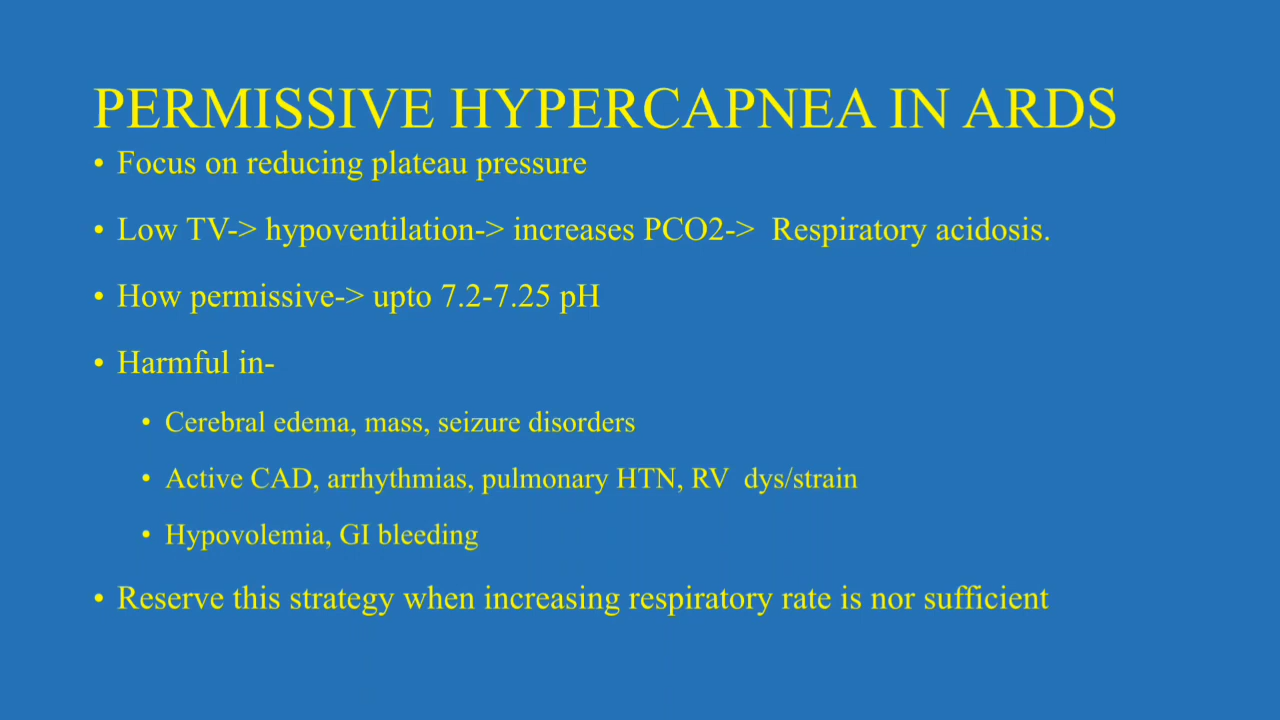 PERMISSIVE HYPERCAPNEA IN ARDS
• Focus on reducing plateau pressure
• Low TV-> hypoventilation-> increases PCO2-> Respiratory acidosis.
• How permissive-> upto 7.2-7.25 pH
• Harmful in-
• Cerebral edema, mass, seizure disorders
• Active CAD, arrhythmias, pulmonary HTN, RV dys/strain
• Hypovolemia, GI bleeding
• Reserve this strategy when increasing respiratory rate is nor sufficient